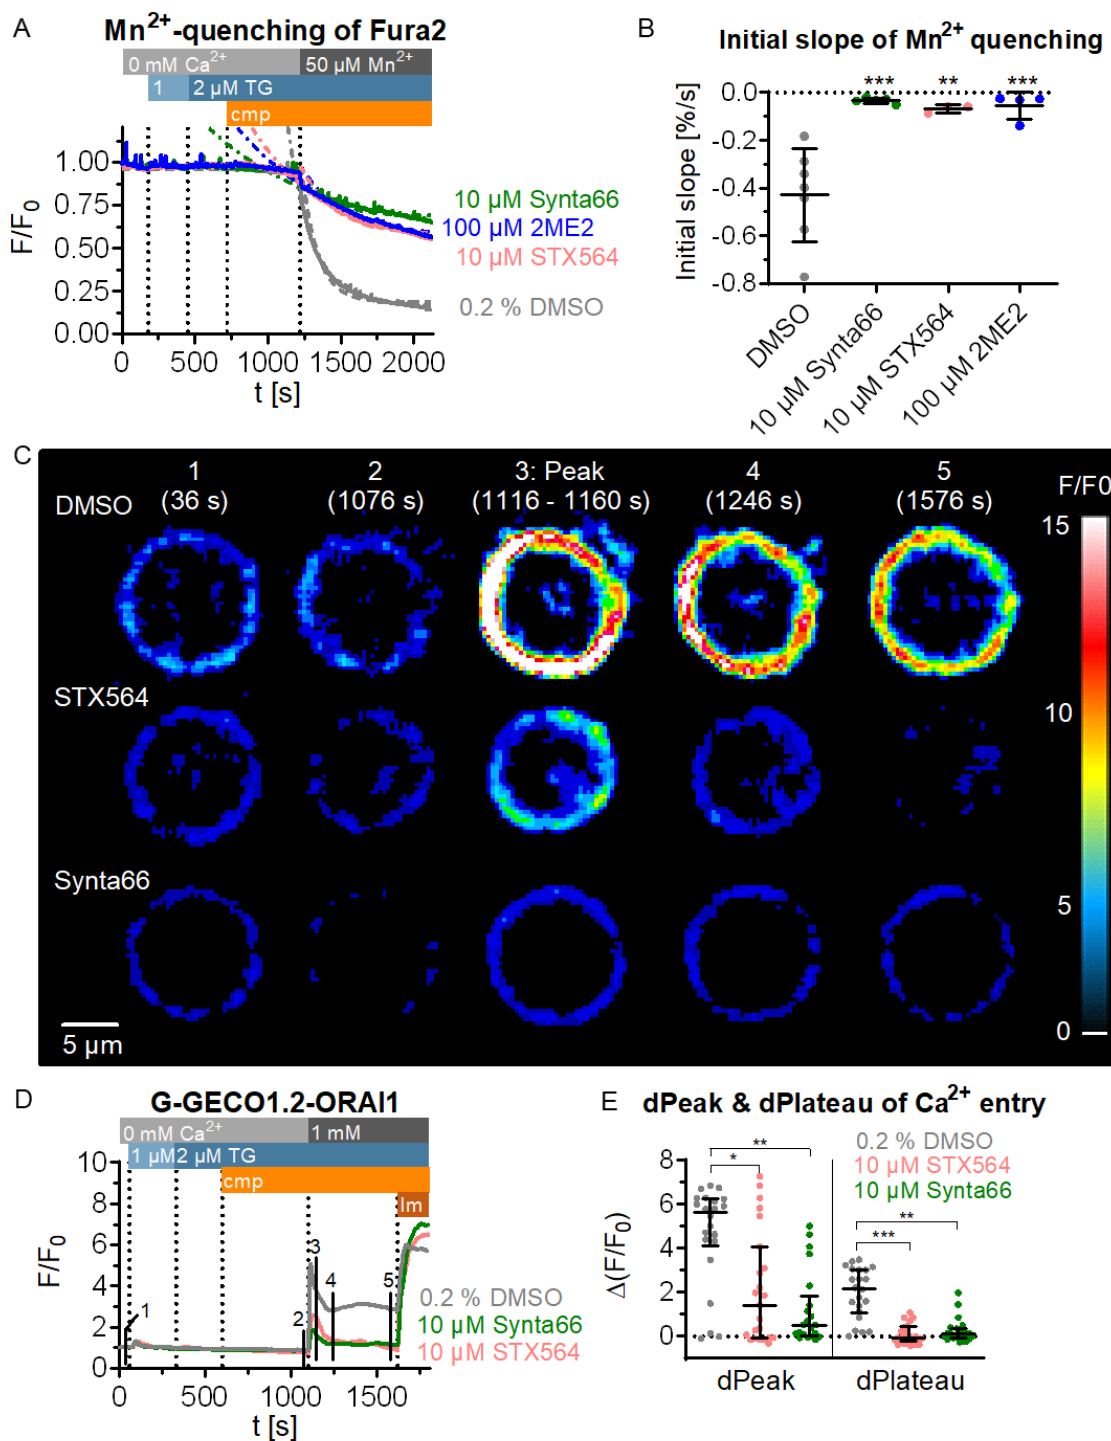 A
Mn²⁺-quenching of Fura2
0 mM Ca²⁺
50 µM Mn²⁺
1
2 µM TG
cmp
1.00
0.75
0.50
0.25
0.00
F/F₀
10 µM Synta66
100 µM 2ME2
10 µM STX564
0.2 % DMSO
0
500
1000
1500
2000
t [s]
B
Initial slope of Mn²⁺ quenching
***
**
***
0.0
-0.2
-0.4
-0.6
-0.8
Initial slope [%/s]
DMSO
10 µM Synta66
10 µM STX564
100 µM 2ME2
C
1
(36 s)
2
(1076 s)
3: Peak
(1116 - 1160 s)
4
(1246 s)
5
(1576 s)
F/F0
DMSO
STX564
Synta66
15
10
5
0
5 µm
D
G-GECO1.2-ORAI1
0 mM Ca²⁺
1 mM
1 µM
2 µM TG
cmp
Im
10
8
6
4
2
0
F/F₀
1
2
3
4
5
0.2 % DMSO
10 µM Synta66
10 µM STX564
0
500
1000
1500
t [s]
E
dPeak & dPlateau of Ca²⁺ entry
0.2 % DMSO
10 µM STX564
10 µM Synta66
**
*
**
***
8
6
4
2
0
Δ(F/F₀)
dPeak
dPlateau